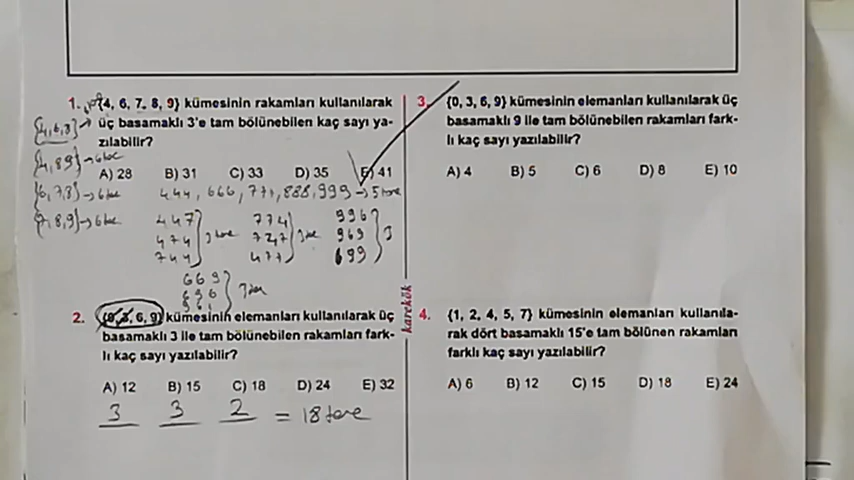 1. {4, 6, 7, 8, 9} kümesinin rakamları kullanılarak
üç basamaklı 3'e tam bölünebilen kaç sayı ya-
zılabilir?
A) 28 B) 31 C) 33 D) 35 E) 41
{4,8,9} → 6 tane
{6,7,8} → 6 tane
{7,8,9} → 6 tane
444, 666, 777, 888, 999 → 5 tane
447
474
744
3 tane
774
747
477
996
969
699
3
669
2. {0, 3, 6, 9} kümesinin elemanları kullanılarak üç
basamaklı 3 ile tam bölünebilen rakamları fark-
lı kaç sayı yazılabilir?
A) 12 B) 15 C) 18 D) 24 E) 32
3 3 2 = 18 tane
karekök
3. {0, 3, 6, 9} kümesinin elemanları kullanılarak üç
basamaklı 9 ile tam bölünebilen rakamları fark-
lı kaç sayı yazılabilir?
A) 4 B) 5 C) 6 D) 8 E) 10
4. {1, 2, 4, 5, 7} kümesinin elemanları kullanıla-
rak dört basamaklı 15'e tam bölünen rakamları
farklı kaç sayı yazılabilir?
A) 6 B) 12 C) 15 D) 18 E) 24